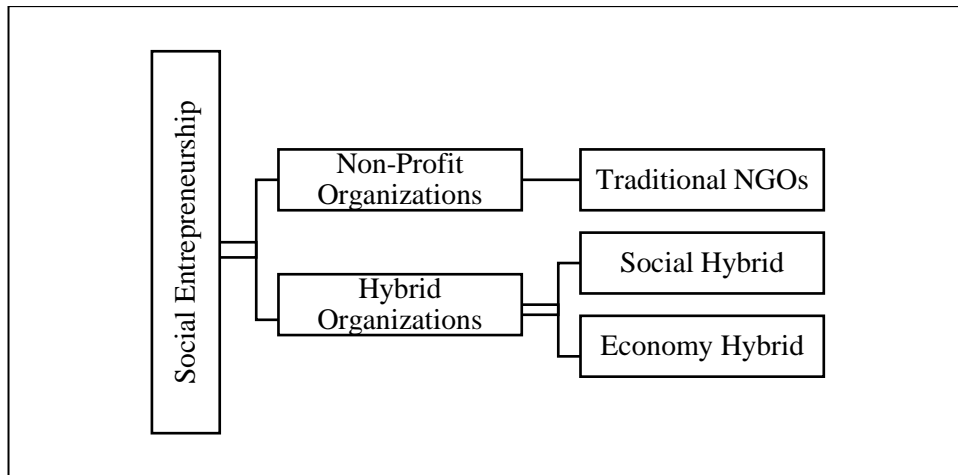 Social Entrepreneurship
Non-Profit
Organizations
Traditional NGOs
Hybrid
Organizations
Social Hybrid
Economy Hybrid